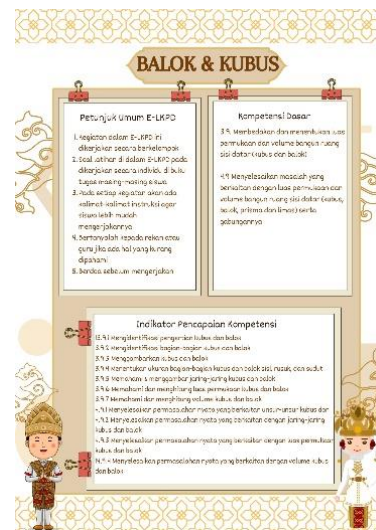 BALOK & KUBUS
Petunjuk Umum E-LKPD
1. Kegiatan dalam E-LKPD ini
dikerjakan secara berkelompok
2. Soal latihan di dalam E-LKPD pada
dikerjakan secara individu di buku
tugas masing-masing siswa
3. Pada setiap kegiatan akan ada
kalimat-kalimat instruksi agar
siswa lebih mudah
mengerjakannya
4. Bertanyalah kepada rekan atau
guru jika ada hal yang kurang
dipahami
5. Berdoa sebelum mengerjakan
Kompetensi Dasar
3.9. Membedakan dan menentukan luas
permukaan dan volume bangun ruang
sisi datar (kubus dan balok)
4.9 Menyelesaikan masalah yang
berkaitan dengan luas permukaan dan
volume bangun ruang sisi datar (kubus,
balok, prisma dan limas) serta
gabungannya
Indikator Pencapaian Kompetensi
3.9.1 Mengidentifikasi pengertian kubus dan balok
3.9.2 Mengidentifikasi bagian-bagian kubus dan balok
3.9.3 Menggambarkan kubus dan balok
3.9.4 Menentukan ukuran bagian-bagian kubus dan balok sisi, rusuk, dan sudut
3.9.5 Memahami menggambar jaring-jaring kubus dan balok
3.9.6 Memahami dan menghitung luas permukaan kubus dan balok
3.9.7 Memahami dan menghitung volume kubus dan balok
4.9.1 Menyelesaikan permasalahan nyata yang berkaitan unsur-unsur kubus dan
4.9.2 Menyelesaikan permasalahan nyata yang berkaitan dengan jaring-jaring
kubus dan balok
4.9.3 Menyelesaikan permasalahan nyata yang berkaitan dengan luas permukaan
kubus dan balok
4.9.4 Menyelesaikan permasalahan nyata yang berkaitan dengan volume kubus
dan balok